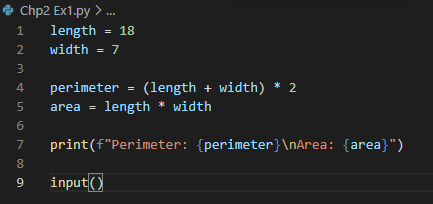 Chp2 Ex1.py > ...
1 length = 18
2 width = 7
3
4 perimeter = (length + width) * 2
5 area = length * width
6
7 print(f"Perimeter: {perimeter}\nArea: {area}")
8
9 input()